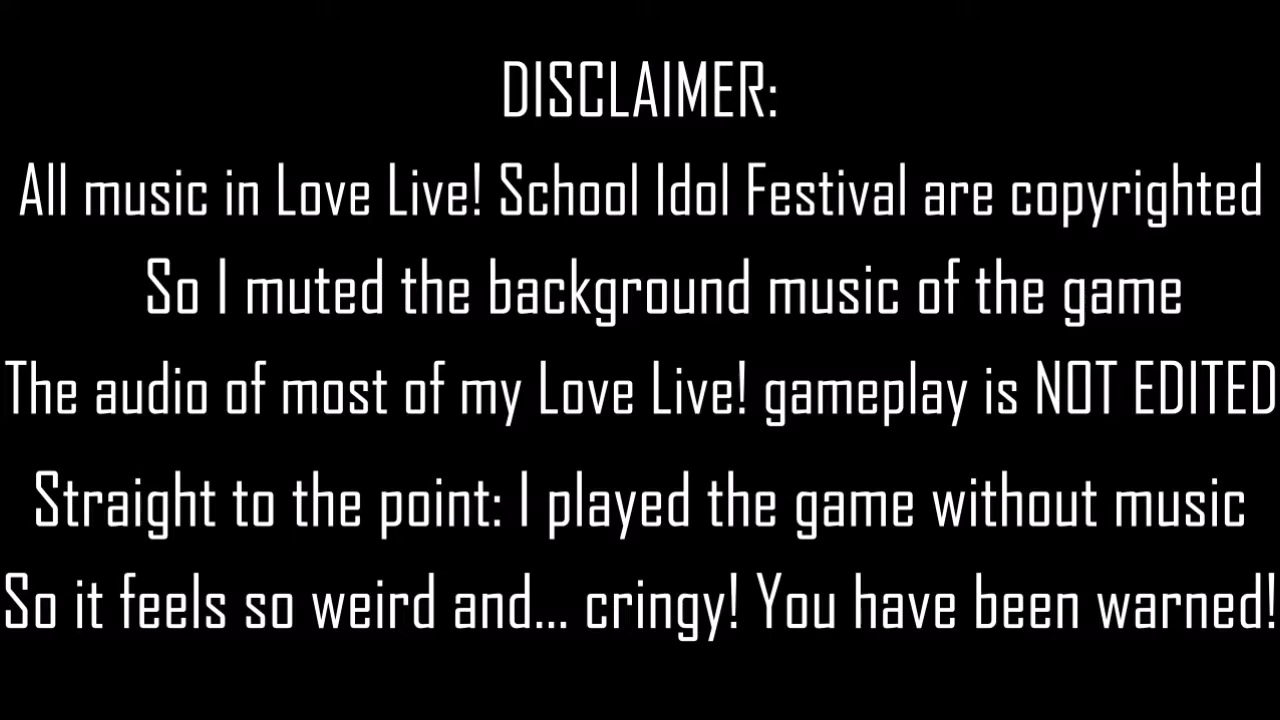 DISCLAIMER:
All music in Love Live! School Idol Festival are copyrighted
So I muted the background music of the game
The audio of most of my Love Live! gameplay is NOT EDITED
Straight to the point: I played the game without music
So it feels so weird and... cringy! You have been warned!